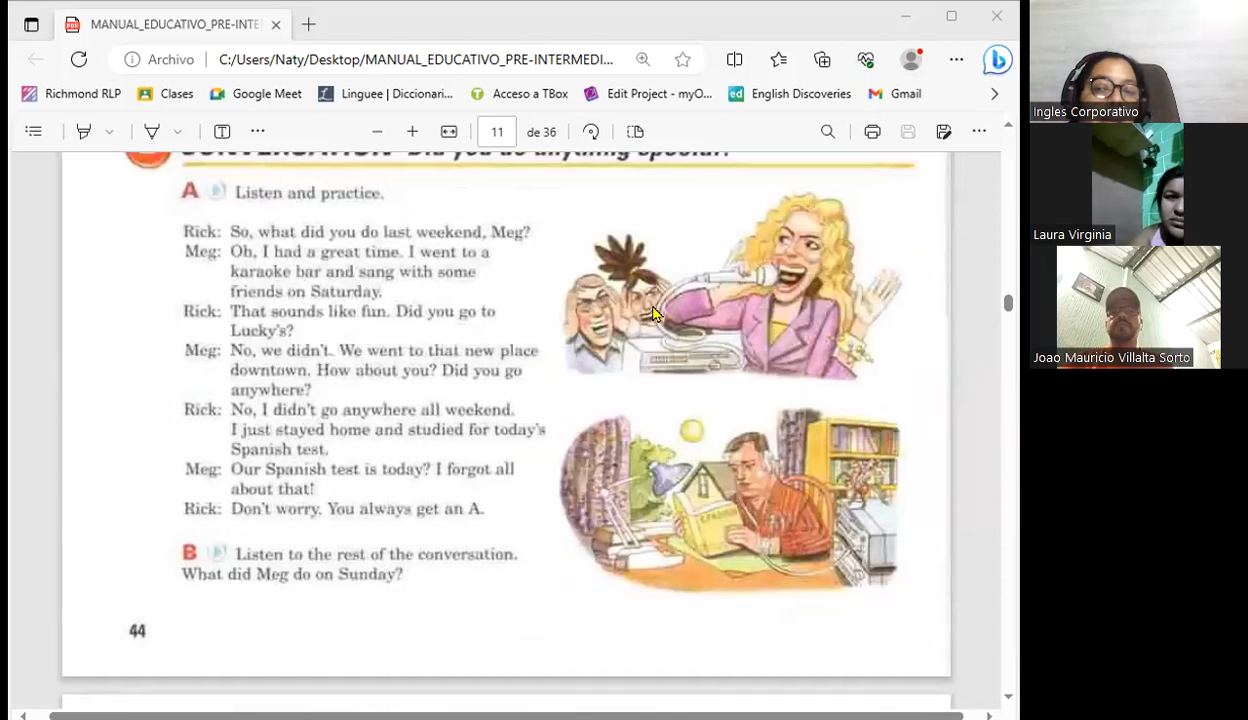 MANUAL_EDUCATIVO_PRE-INTE
Archivo
C:/Users/Naty/Desktop/MANUAL_EDUCATIVO_PRE-INTERMEDI...
Richmond RLP
Clases
Google Meet
Linguee | Diccionari...
Acceso a TBox
Edit Project - myO...
English Discoveries
Gmail
11 de 36
CONVERSATION Did you do anything special?
A Listen and practice.
Rick: So, what did you do last weekend, Meg?
Meg: Oh, I had a great time. I went to a
karaoke bar and sang with some
friends on Saturday.
Rick: That sounds like fun. Did you go to
Lucky's?
Meg: No, we didn't. We went to that new place
downtown. How about you? Did you go
anywhere?
Rick: No, I didn't go anywhere all weekend.
I just stayed home and studied for today's
Spanish test.
Meg: Our Spanish test is today? I forgot all
about that!
Rick: Don't worry. You always get an A.
B Listen to the rest of the conversation.
What did Meg do on Sunday?
44
Ingles Corporativo
Laura Virginia
Joao Mauricio Villalta Sorto